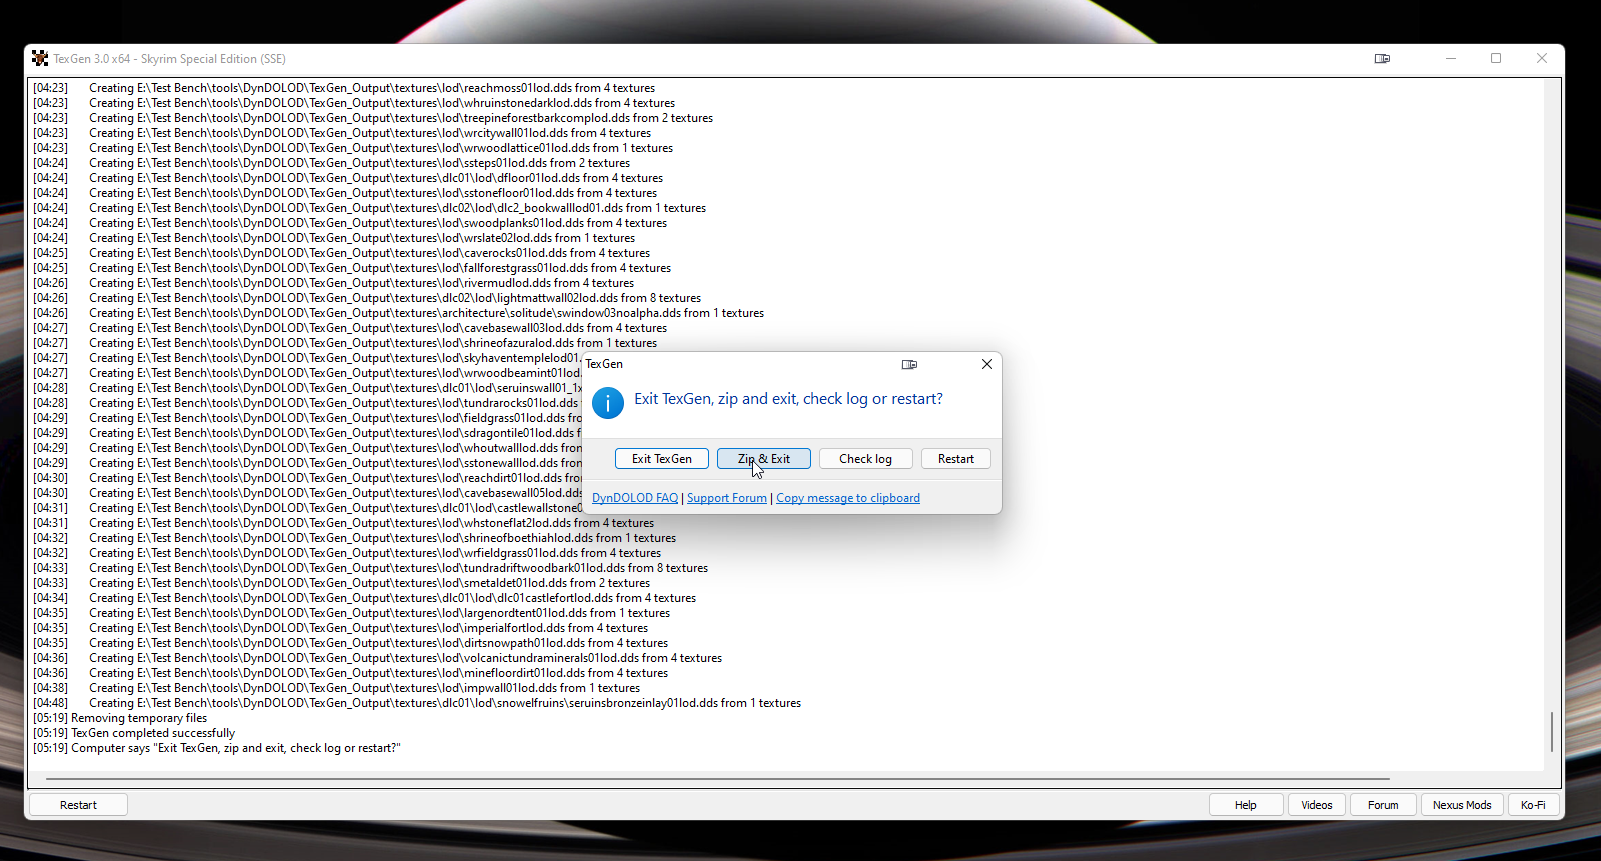 TexGen 3.0 x64 - Skyrim Special Edition (SSE)
[04:23] Creating E:\Test Bench\tools\DynDOLOD\TexGen_Output\textures\lod\reachmoss01lod.dds from 4 textures
[04:23] Creating E:\Test Bench\tools\DynDOLOD\TexGen_Output\textures\lod\whruinstonedarklod.dds from 4 textures
[04:23] Creating E:\Test Bench\tools\DynDOLOD\TexGen_Output\textures\lod\treepineforestbarkcomplod.dds from 2 textures
[04:23] Creating E:\Test Bench\tools\DynDOLOD\TexGen_Output\textures\lod\wrcitywall01lod.dds from 4 textures
[04:23] Creating E:\Test Bench\tools\DynDOLOD\TexGen_Output\textures\lod\wrwoodlattice01lod.dds from 1 textures
[04:24] Creating E:\Test Bench\tools\DynDOLOD\TexGen_Output\textures\lod\ssteps01lod.dds from 2 textures
[04:24] Creating E:\Test Bench\tools\DynDOLOD\TexGen_Output\textures\dlc01\lod\dfloor01lod.dds from 4 textures
[04:24] Creating E:\Test Bench\tools\DynDOLOD\TexGen_Output\textures\lod\sstonefloor01lod.dds from 4 textures
[04:24] Creating E:\Test Bench\tools\DynDOLOD\TexGen_Output\textures\dlc02\lod\dlc2_bookwalllod01.dds from 1 textures
[04:24] Creating E:\Test Bench\tools\DynDOLOD\TexGen_Output\textures\lod\swoodplanks01lod.dds from 4 textures
[04:24] Creating E:\Test Bench\tools\DynDOLOD\TexGen_Output\textures\lod\wrslate02lod.dds from 1 textures
[04:25] Creating E:\Test Bench\tools\DynDOLOD\TexGen_Output\textures\lod\caverocks01lod.dds from 4 textures
[04:25] Creating E:\Test Bench\tools\DynDOLOD\TexGen_Output\textures\lod\fallforestgrass01lod.dds from 4 textures
[04:26] Creating E:\Test Bench\tools\DynDOLOD\TexGen_Output\textures\lod\rivermudlod.dds from 4 textures
[04:26] Creating E:\Test Bench\tools\DynDOLOD\TexGen_Output\textures\dlc02\lod\lightmattwall02lod.dds from 8 textures
[04:26] Creating E:\Test Bench\tools\DynDOLOD\TexGen_Output\textures\architecture\solitude\swindow03noalpha.dds from 1 textures
[04:27] Creating E:\Test Bench\tools\DynDOLOD\TexGen_Output\textures\lod\cavebasewall03lod.dds from 4 textures
[04:27] Creating E:\Test Bench\tools\DynDOLOD\TexGen_Output\textures\lod\shrineofazuralod.dds from 1 textures
[04:27] Creating E:\Test Bench\tools\DynDOLOD\TexGen_Output\textures\lod\skyhaventemplelod01.
[04:27] Creating E:\Test Bench\tools\DynDOLOD\TexGen_Output\textures\lod\wrwoodbeamint01lod.
[04:28] Creating E:\Test Bench\tools\DynDOLOD\TexGen_Output\textures\dlc01\lod\seruinswall01_1x
[04:28] Creating E:\Test Bench\tools\DynDOLOD\TexGen_Output\textures\lod\tundrarocks01lod.dds
[04:29] Creating E:\Test Bench\tools\DynDOLOD\TexGen_Output\textures\lod\fieldgrass01lod.dds fro
[04:29] Creating E:\Test Bench\tools\DynDOLOD\TexGen_Output\textures\lod\sdragontile01lod.dds f
[04:29] Creating E:\Test Bench\tools\DynDOLOD\TexGen_Output\textures\lod\whoutwalllod.dds from
[04:29] Creating E:\Test Bench\tools\DynDOLOD\TexGen_Output\textures\lod\sstonewalllod.dds from
[04:30] Creating E:\Test Bench\tools\DynDOLOD\TexGen_Output\textures\lod\reachdirt01lod.dds fro
[04:30] Creating E:\Test Bench\tools\DynDOLOD\TexGen_Output\textures\lod\cavebasewall05lod.dds
[04:31] Creating E:\Test Bench\tools\DynDOLOD\TexGen_Output\textures\dlc01\lod\castlewallstone0
[04:31] Creating E:\Test Bench\tools\DynDOLOD\TexGen_Output\textures\lod\whstoneflat2lod.dds from 4 textures
[04:32] Creating E:\Test Bench\tools\DynDOLOD\TexGen_Output\textures\lod\shrineofboethiahlod.dds from 1 textures
[04:32] Creating E:\Test Bench\tools\DynDOLOD\TexGen_Output\textures\lod\wrfieldgrass01lod.dds from 4 textures
[04:33] Creating E:\Test Bench\tools\DynDOLOD\TexGen_Output\textures\lod\tundradriftwoodbark01lod.dds from 8 textures
[04:33] Creating E:\Test Bench\tools\DynDOLOD\TexGen_Output\textures\lod\smetaldet01lod.dds from 2 textures
[04:34] Creating E:\Test Bench\tools\DynDOLOD\TexGen_Output\textures\dlc01\lod\dlc01castlefortlod.dds from 4 textures
[04:35] Creating E:\Test Bench\tools\DynDOLOD\TexGen_Output\textures\lod\largenordtent01lod.dds from 1 textures
[04:35] Creating E:\Test Bench\tools\DynDOLOD\TexGen_Output\textures\lod\imperialfortlod.dds from 4 textures
[04:35] Creating E:\Test Bench\tools\DynDOLOD\TexGen_Output\textures\lod\dirtsnowpath01lod.dds from 4 textures
[04:36] Creating E:\Test Bench\tools\DynDOLOD\TexGen_Output\textures\lod\volcanictundraminerals01lod.dds from 4 textures
[04:36] Creating E:\Test Bench\tools\DynDOLOD\TexGen_Output\textures\lod\minefloordirt01lod.dds from 4 textures
[04:38] Creating E:\Test Bench\tools\DynDOLOD\TexGen_Output\textures\lod\impwall01lod.dds from 1 textures
[04:48] Creating E:\Test Bench\tools\DynDOLOD\TexGen_Output\textures\dlc01\lod\snowelfruins\seruinsbronzeinlay01lod.dds from 1 textures
[05:19] Removing temporary files
[05:19] TexGen completed successfully
[05:19] Computer says "Exit TexGen, zip and exit, check log or restart?"
TexGen
Exit TexGen, zip and exit, check log or restart?
Exit TexGen Zip & Exit Check log Restart
DynDOLOD FAQ | Support Forum | Copy message to clipboard
Restart Help Videos Forum Nexus Mods Ko-Fi